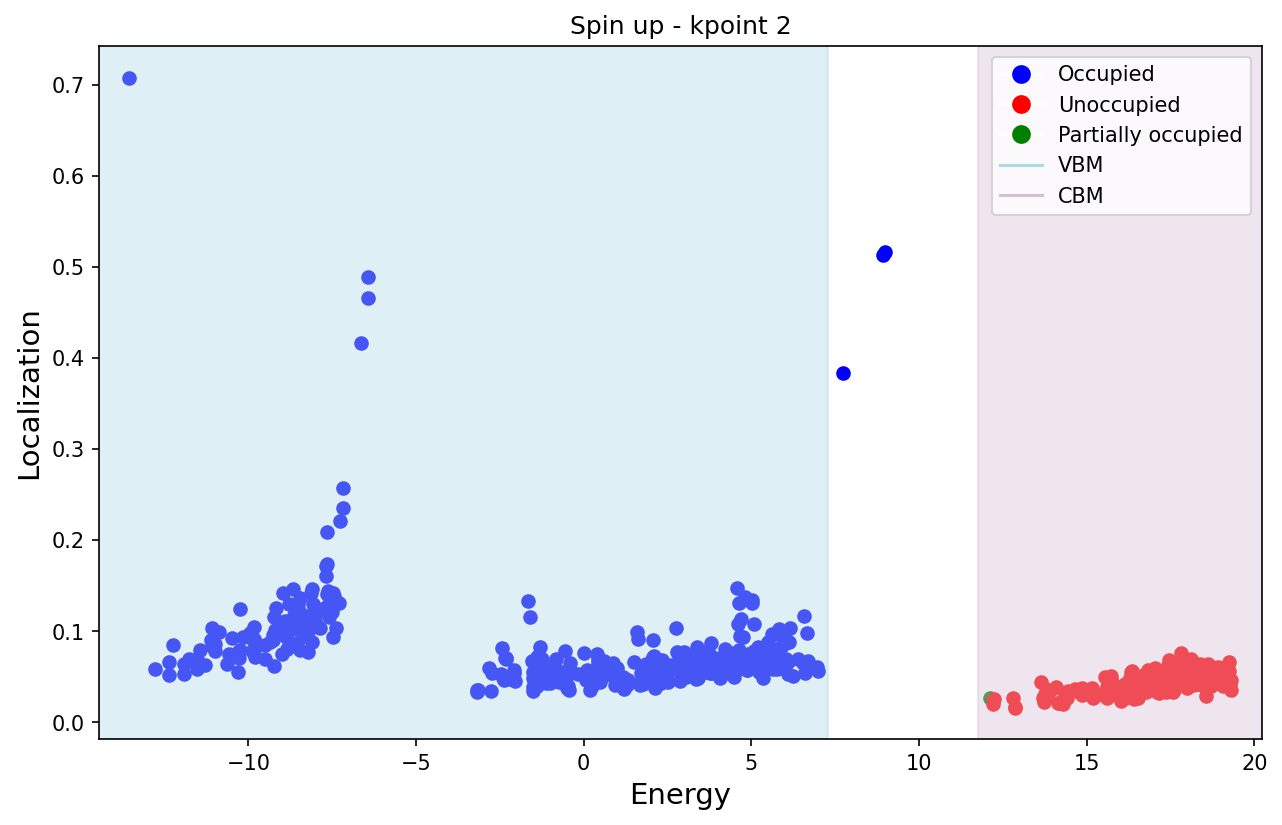 Spin up - kpoint 2
Localization
0.7
0.6
0.5
0.4
0.3
0.2
0.1
0.0
Occupied
Unoccupied
Partially occupied
VBM
CBM
−10
−5
0
5
10
15
20
Energy